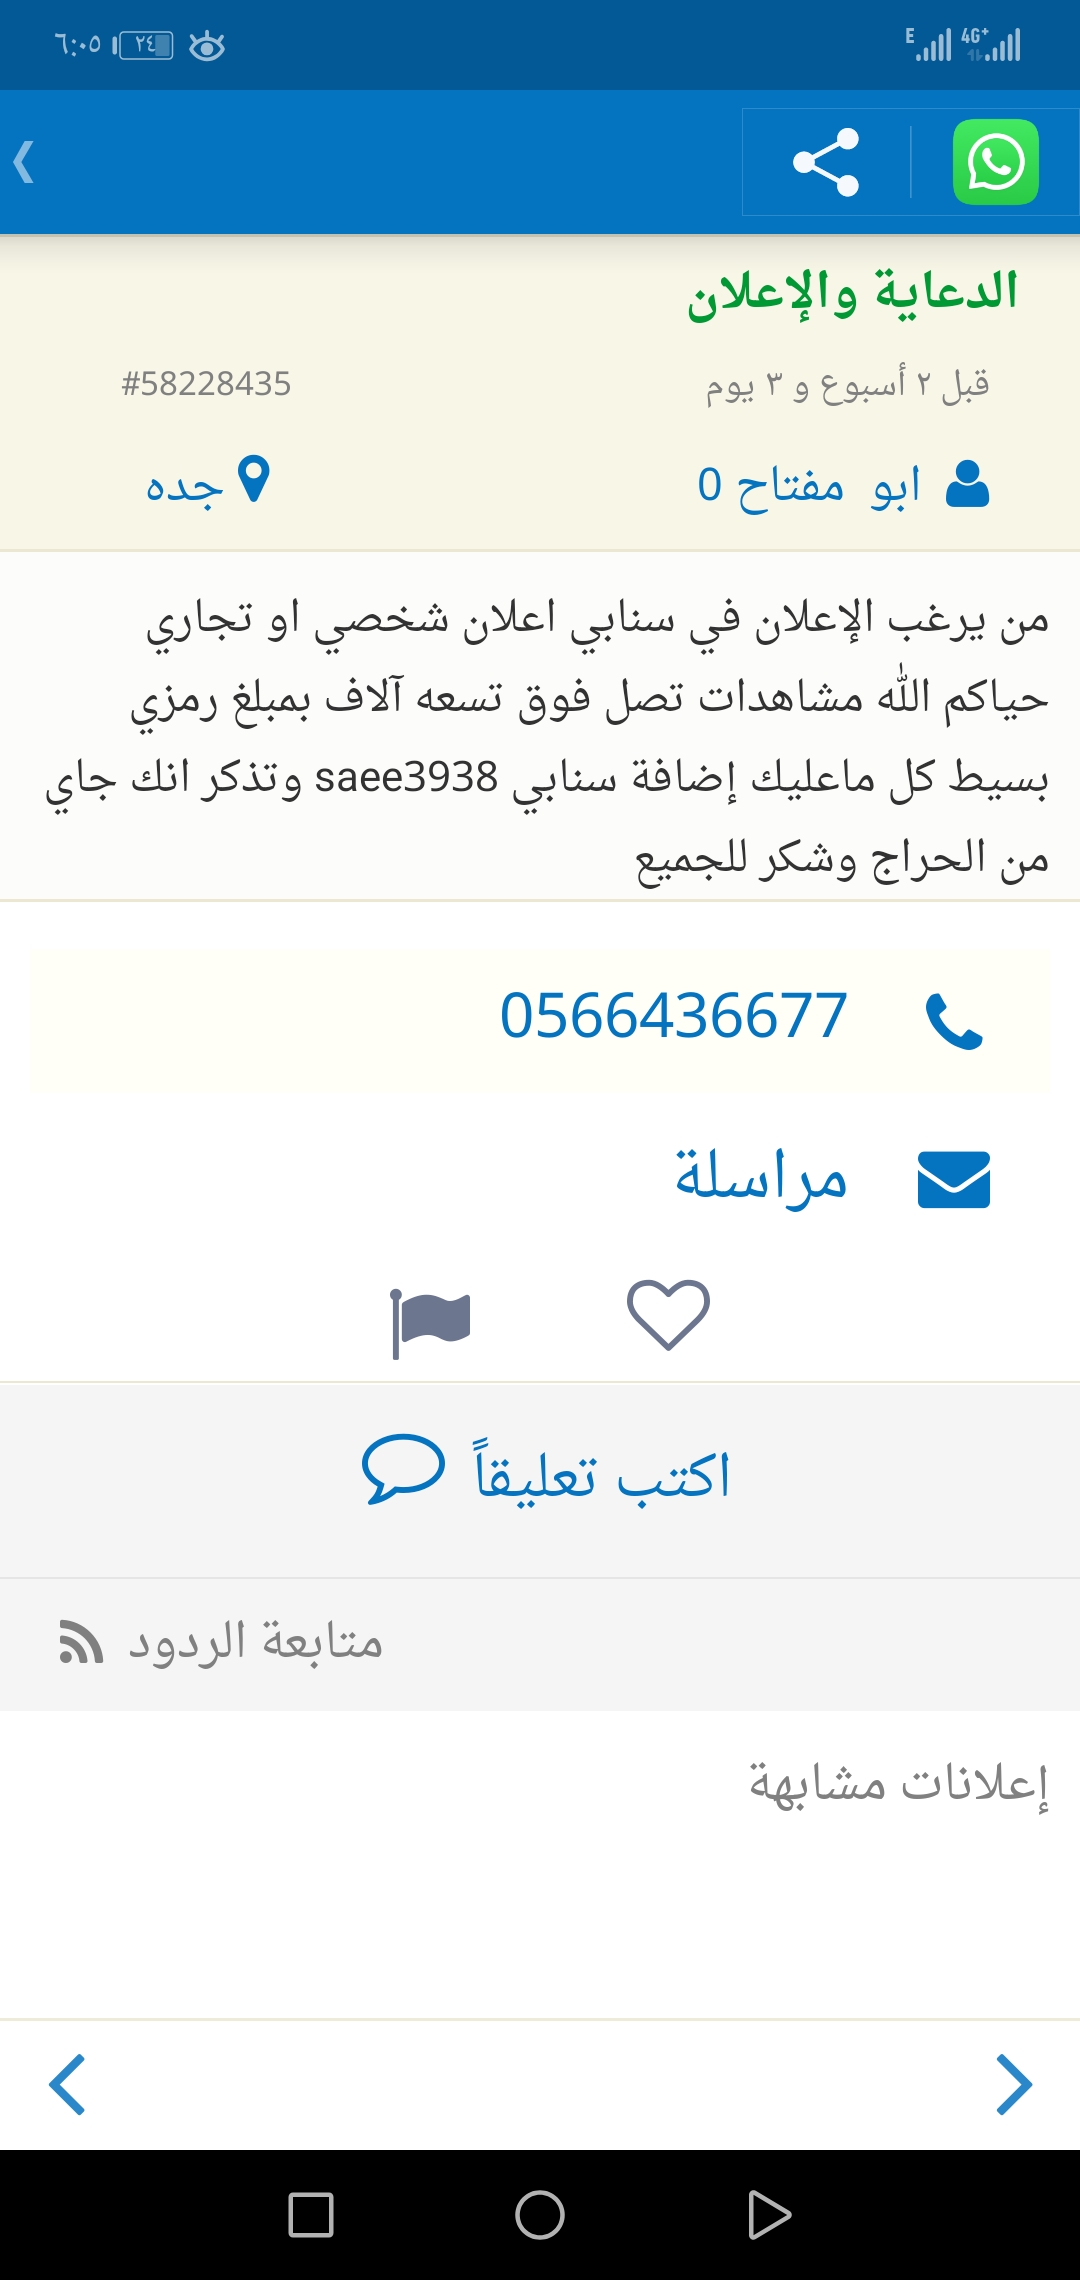 ٦:٠٥ ٢٤ E 4G+
الدعاية والإعلان
قبل ٢ أسبوع و ٣ يوم #58228435
ابو مفتاح 0 جده
من يرغب الإعلان في سنابي اعلان شخصي او تجاري
حياكم الله مشاهدات تصل فوق تسعه آلاف بمبلغ رمزي
بسيط كل ماعليك إضافة سنابي saee3938 وتذكر انك جاي
من الحراج وشكر للجميع
0566436677
مراسلة
اكتب تعليقاً
متابعة الردود
إعلانات مشابهة